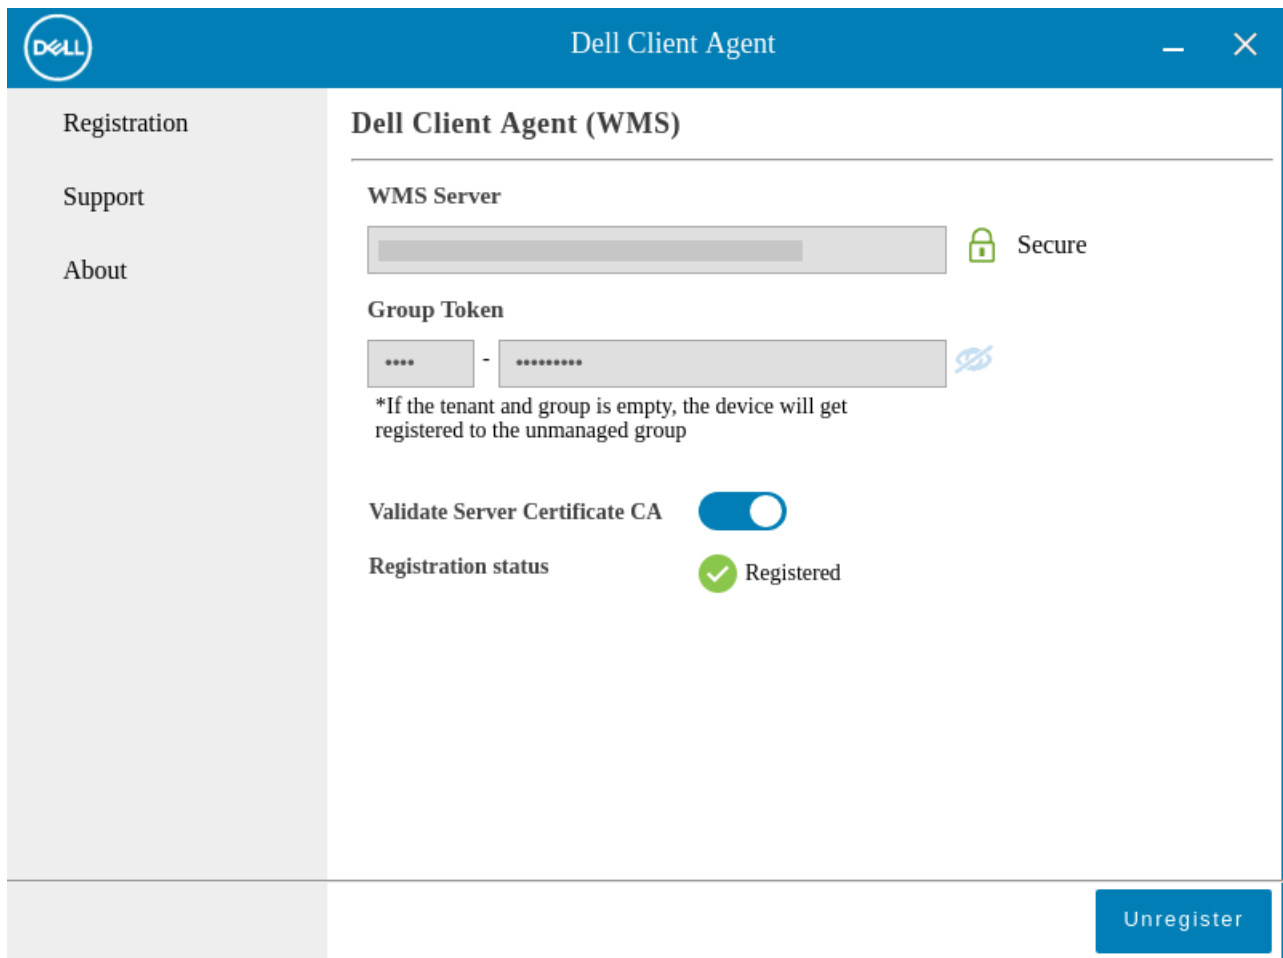 DELL
Dell Client Agent
Registration
Support
About
Dell Client Agent (WMS)
WMS Server
Secure
Group Token
•••• - •••••••••
*If the tenant and group is empty, the device will get
registered to the unmanaged group
Validate Server Certificate CA
Registration status
Registered
Unregister